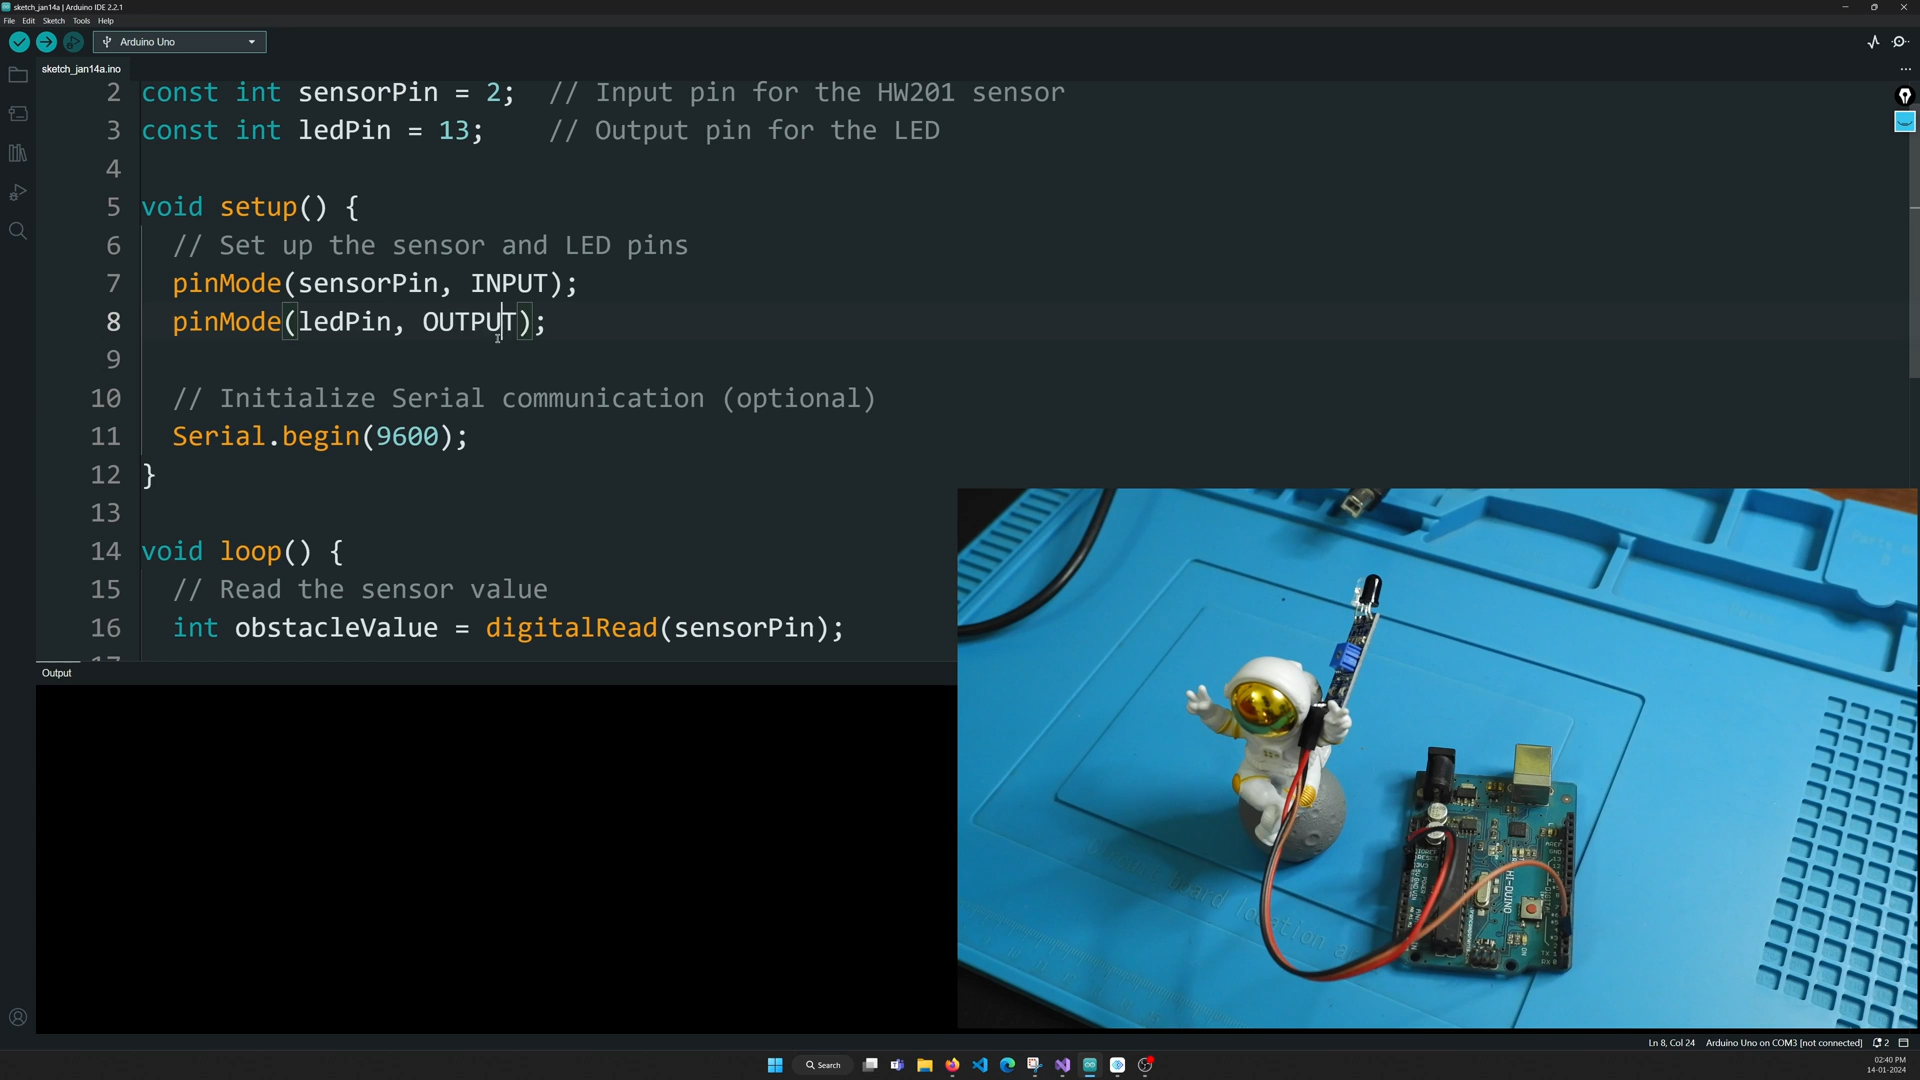 sketch_jan14a | Arduino IDE 2.2.1
File Edit Sketch Tools Help
Arduino Uno
sketch_jan14a.ino
2 const int sensorPin = 2; // Input pin for the HW201 sensor
3 const int ledPin = 13; // Output pin for the LED
4
5 void setup() {
6 // Set up the sensor and LED pins
7 pinMode(sensorPin, INPUT);
8 pinMode(ledPin, OUTPUT);
9
10 // Initialize Serial communication (optional)
11 Serial.begin(9600);
12 }
13
14 void loop() {
15 // Read the sensor value
16 int obstacleValue = digitalRead(sensorPin);
17
Output
HI-DUINO
Ln 8, Col 24 Arduino Uno on COM3 [not connected] 2
Search
02:40 PM
14-01-2024